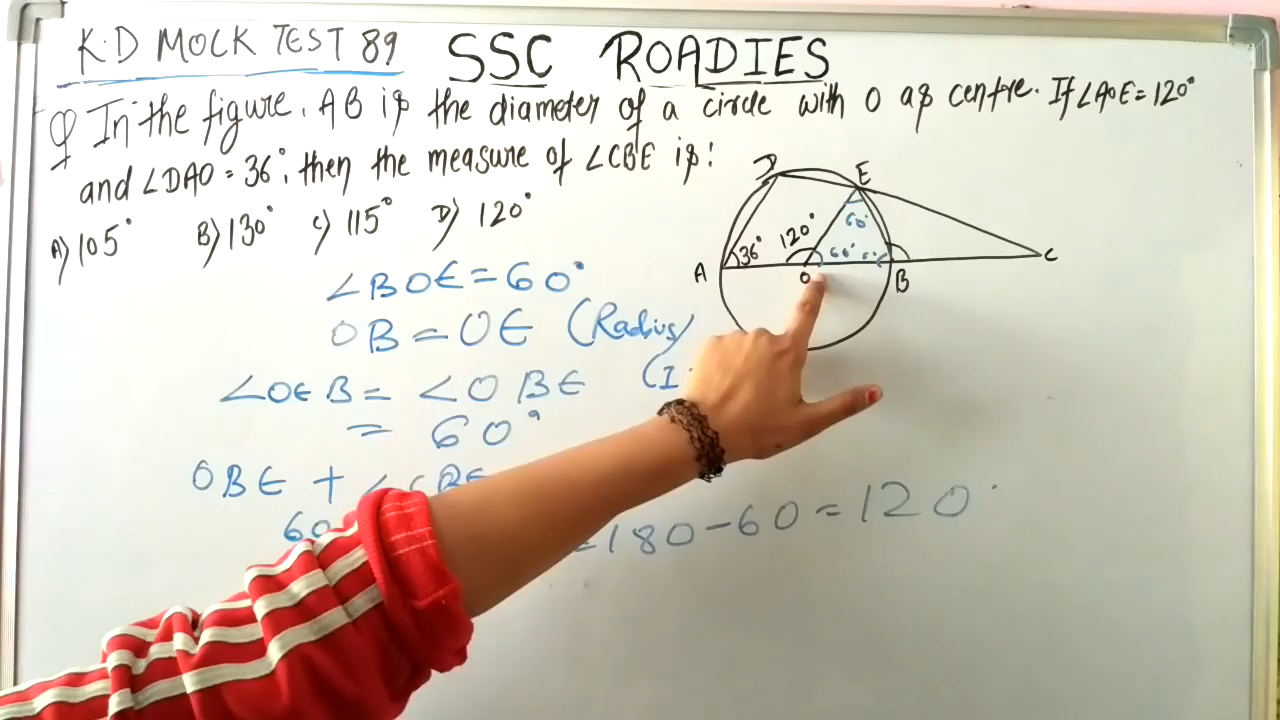 K.D MOCK TEST 89 SSC ROADIES
Q In the figure, AB is the diameter of a circle with O as centre. If ∠AOE = 120°
and ∠DAO = 36°, then the measure of ∠CBE is:
A) 105° B) 130° C) 115° D) 120°
D E
36° 120° 60° 60°
A O B C
∠BOE = 60°
OB = OE (Radius)
∠OEB = ∠OBE (I
= 60°
OBE + ∠CBE
60
= 180 - 60 = 120°